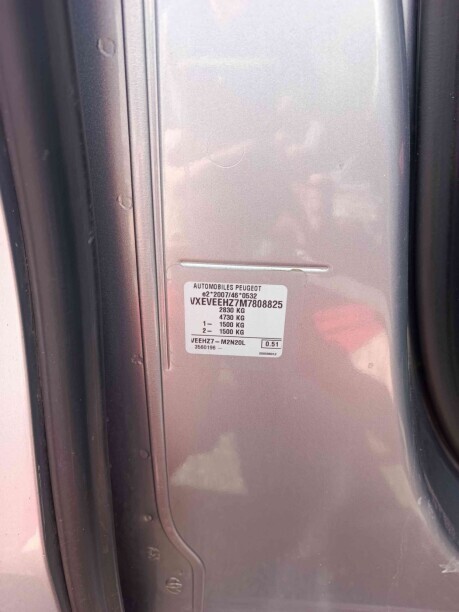 AUTOMOBILES PEUGEOT
e2*2007/46*0532
VXEVEEHZ7M7808825
2830 KG
4730 KG
1- 1500 KG
2- 1500 KG
VEEHZ7-M2N20L 0.51